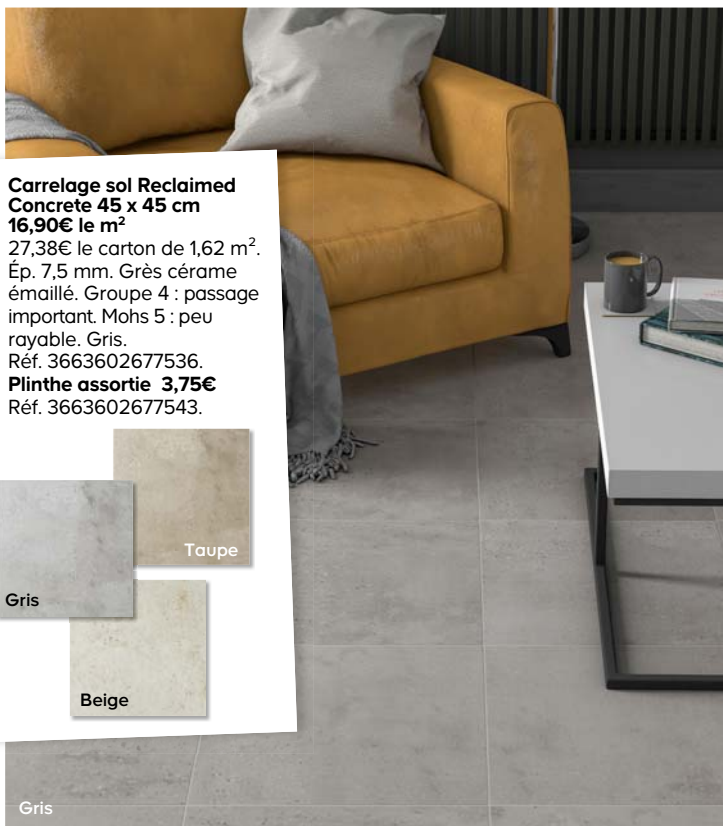 Carrelage sol Reclaimed
Concrete 45 x 45 cm
16,90€ le m²
27,38€ le carton de 1,62 m².
Ép. 7,5 mm. Grès cérame
émaillé. Groupe 4 : passage
important. Mohs 5 : peu
rayable. Gris.
Réf. 3663602677536.
Plinthe assortie 3,75€
Réf. 3663602677543.
Taupe
Gris
Beige
Gris